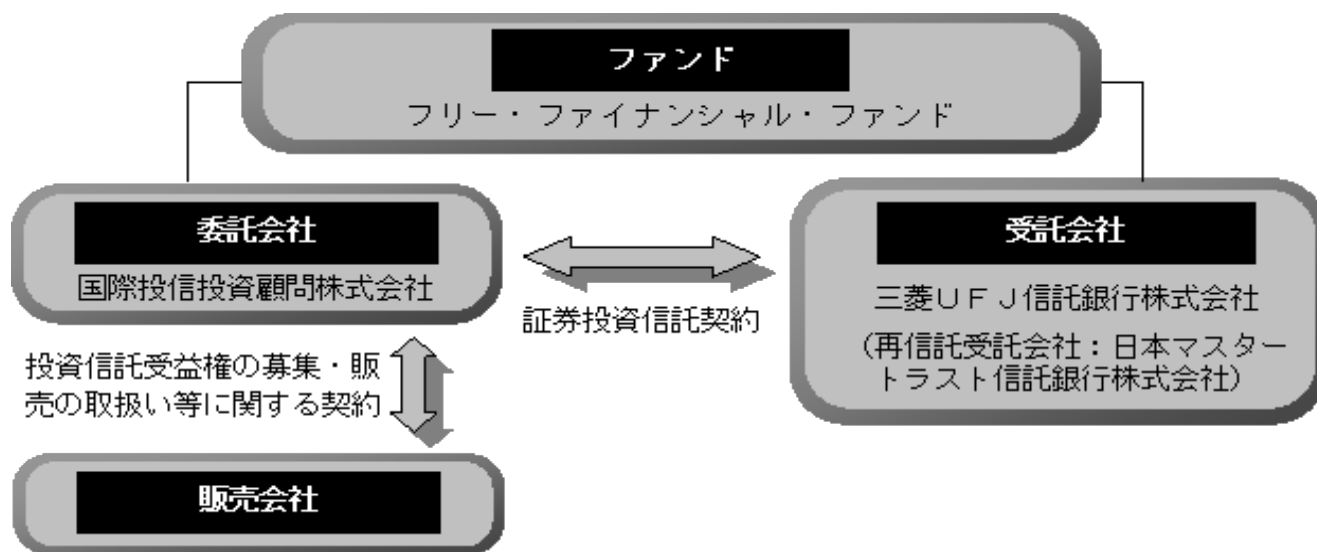 ファンド
フリー・ファイナンシャル・ファンド
委託会社
国際投信投資顧問株式会社
受託会社
三菱UFJ信託銀行株式会社
(再信託受託会社:日本マスター
トラスト信託銀行株式会社)
証券投資信託契約
投資信託受益権の募集・販
売の取扱い等に関する契約
販売会社